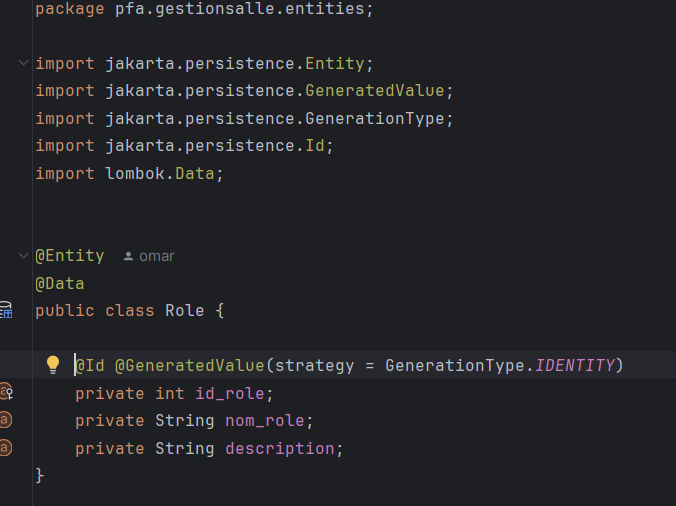 package pfa.gestionsalle.entities;
import jakarta.persistence.Entity;
import jakarta.persistence.GeneratedValue;
import jakarta.persistence.GenerationType;
import jakarta.persistence.Id;
import lombok.Data;
@Entity omar
@Data
public class Role {
@Id @GeneratedValue(strategy = GenerationType.IDENTITY)
private int id_role;
private String nom_role;
private String description;
}